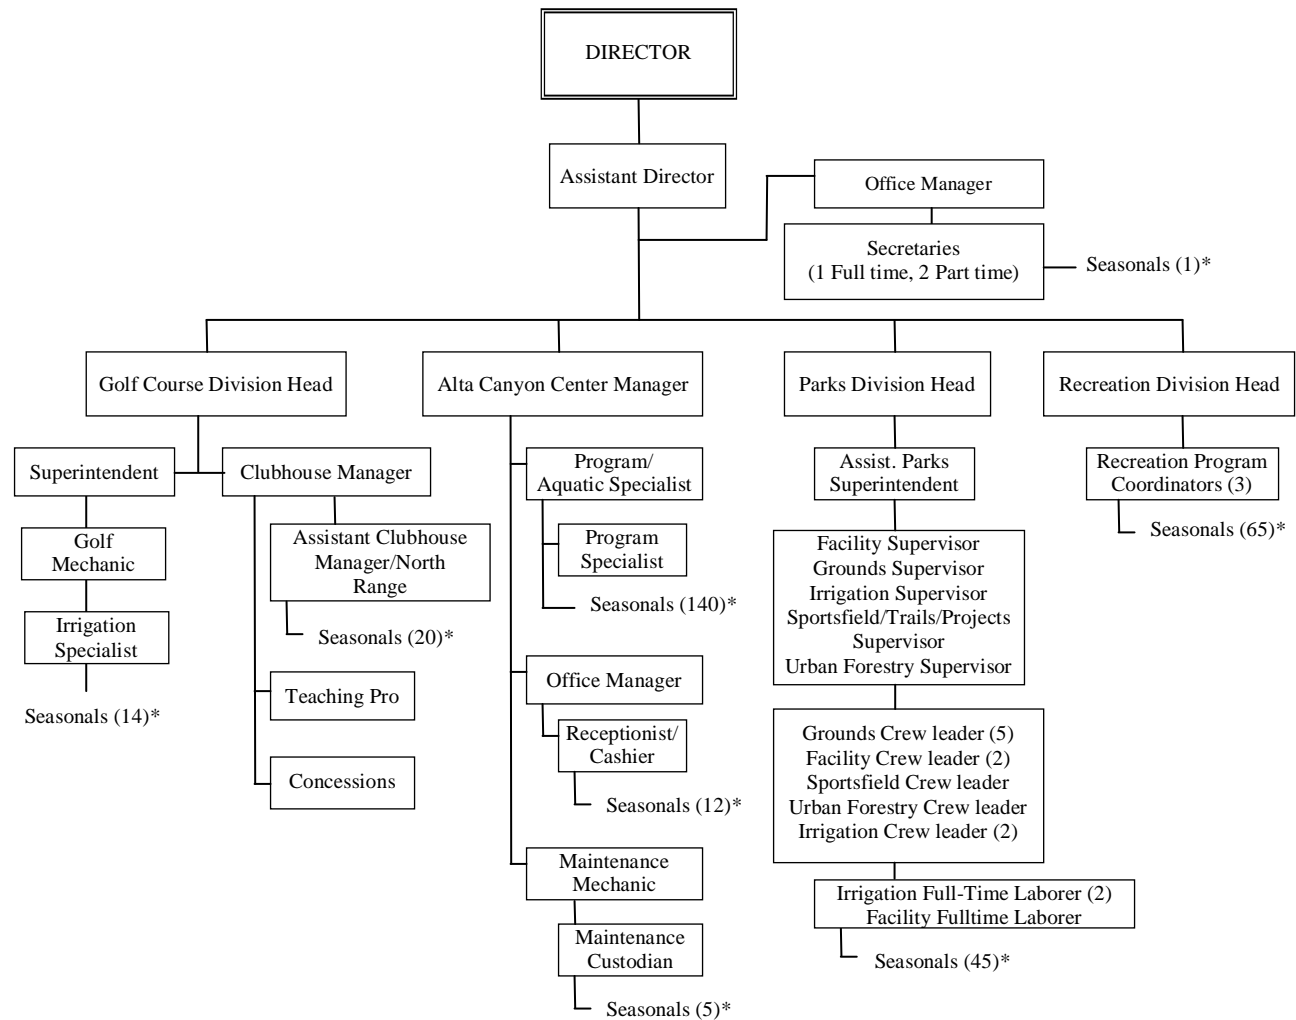 DIRECTOR
Assistant Director
Office Manager
Secretaries
(1 Full time, 2 Part time)
Seasonals (1)*
Golf Course Division Head
Alta Canyon Center Manager
Parks Division Head
Recreation Division Head
Superintendent
Clubhouse Manager
Golf
Mechanic
Irrigation
Specialist
Seasonals (14)*
Assistant Clubhouse
Manager/North
Range
Seasonals (20)*
Teaching Pro
Concessions
Program/
Aquatic Specialist
Program
Specialist
Seasonals (140)*
Office Manager
Receptionist/
Cashier
Seasonals (12)*
Maintenance
Mechanic
Maintenance
Custodian
Seasonals (5)*
Assist. Parks
Superintendent
Facility Supervisor
Grounds Supervisor
Irrigation Supervisor
Sportsfield/Trails/Projects
Supervisor
Urban Forestry Supervisor
Grounds Crew leader (5)
Facility Crew leader (2)
Sportsfield Crew leader
Urban Forestry Crew leader
Irrigation Crew leader (2)
Irrigation Full-Time Laborer (2)
Facility Fulltime Laborer
Seasonals (45)*
Recreation Program
Coordinators (3)
Seasonals (65)*